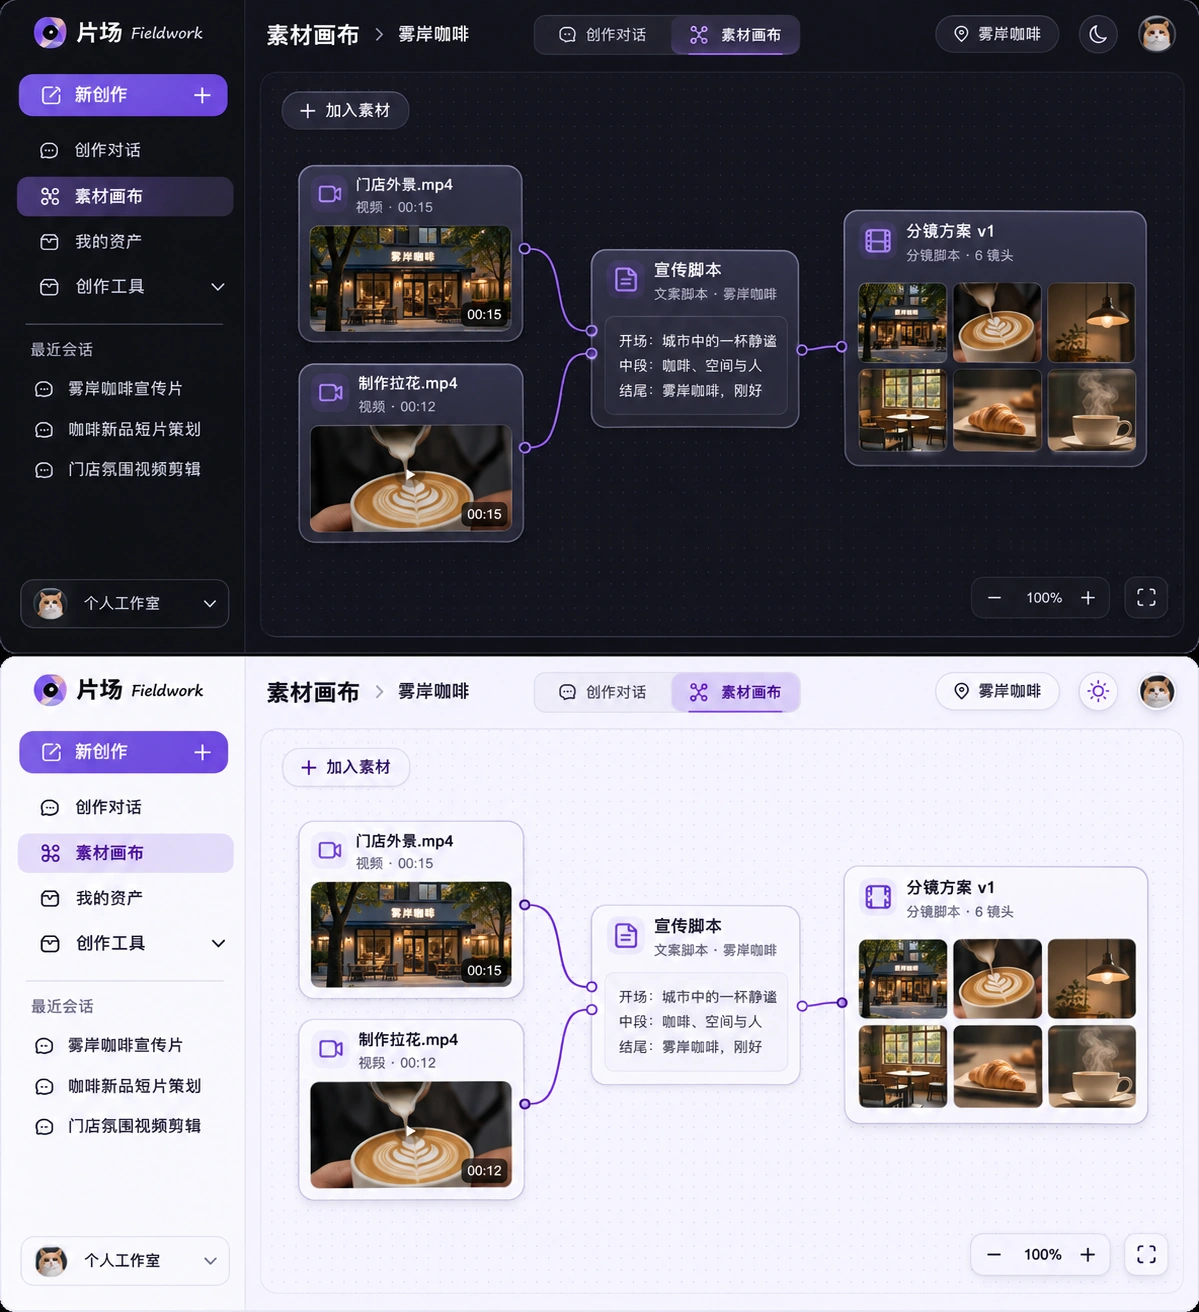 片场 Fieldwork
素材画布 > 雾岸咖啡
创作对话
素材画布
雾岸咖啡
新创作
创作对话
素材画布
我的资产
创作工具
最近会话
雾岸咖啡宣传片
咖啡新品短片策划
门店氛围视频剪辑
个人工作室
加入素材
门店外景.mp4
视频 · 00:15
雾岸咖啡
00:15
制作拉花.mp4
视频 · 00:12
00:15
宣传脚本
文案脚本 · 雾岸咖啡
开场：城市中的一杯静谧
中段：咖啡、空间与人
结尾：雾岸咖啡，刚好
分镜方案 v1
分镜脚本 · 6 镜头
100%
片场 Fieldwork
素材画布 > 雾岸咖啡
创作对话
素材画布
雾岸咖啡
新创作
创作对话
素材画布
我的资产
创作工具
最近会话
雾岸咖啡宣传片
咖啡新品短片策划
门店氛围视频剪辑
个人工作室
加入素材
门店外景.mp4
视频 · 00:15
雾岸咖啡
00:15
制作拉花.mp4
视段 · 00:12
00:12
宣传脚本
文案脚本 · 雾岸咖啡
开场：城市中的一杯静谧
中段：咖啡、空间与人
结尾：雾岸咖啡，刚好
分镜方案 v1
分镜脚本 · 6 镜头
100%